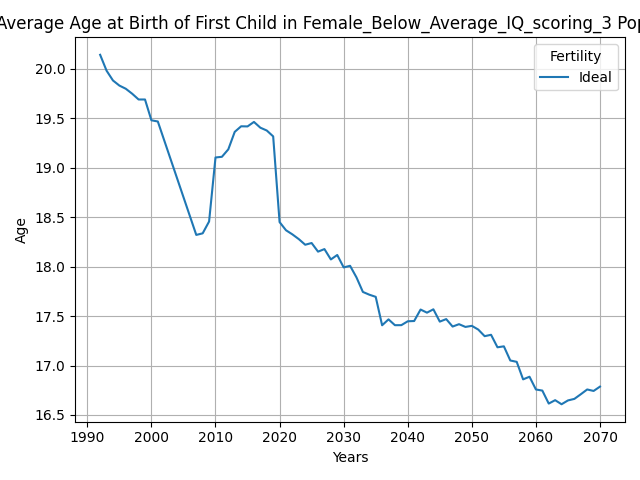 Average Age at Birth of First Child in Female_Below_Average_IQ_scoring_3
Fertility
Ideal
20.0
19.5
19.0
18.5
18.0
17.5
17.0
16.5
Age
1990 2000 2010 2020 2030 2040 2050 2060 2070
Years